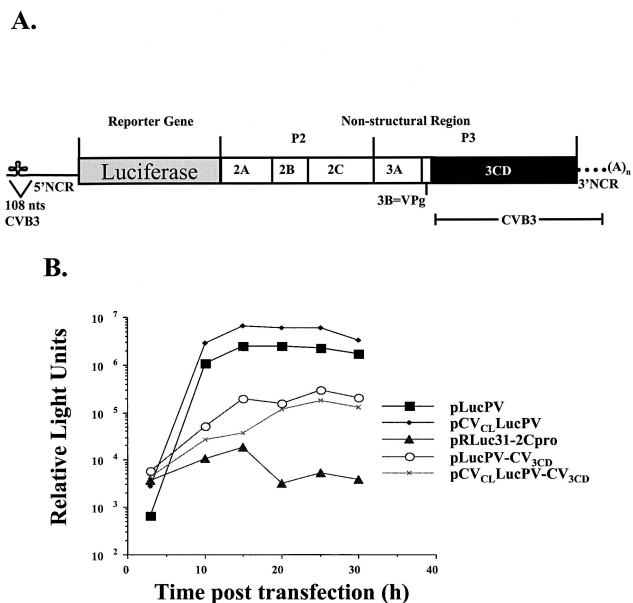 A.
Reporter Gene
Non-structural Region
P2
P3
Luciferase
2A
2B
2C
3A
3CD
(A)n
5'NCR
3'NCR
108 nts
CVB3
3B=VPg
CVB3
B.
Relative Light Units
10 7
10 6
10 5
10 4
10 3
10 2
0
10
20
30
40
Time post transfection (h)
pLucPV
pCVCLLucPV
pRLuc31-2Cpro
pLucPV-CV3CD
pCVCLLucPV-CV3CD